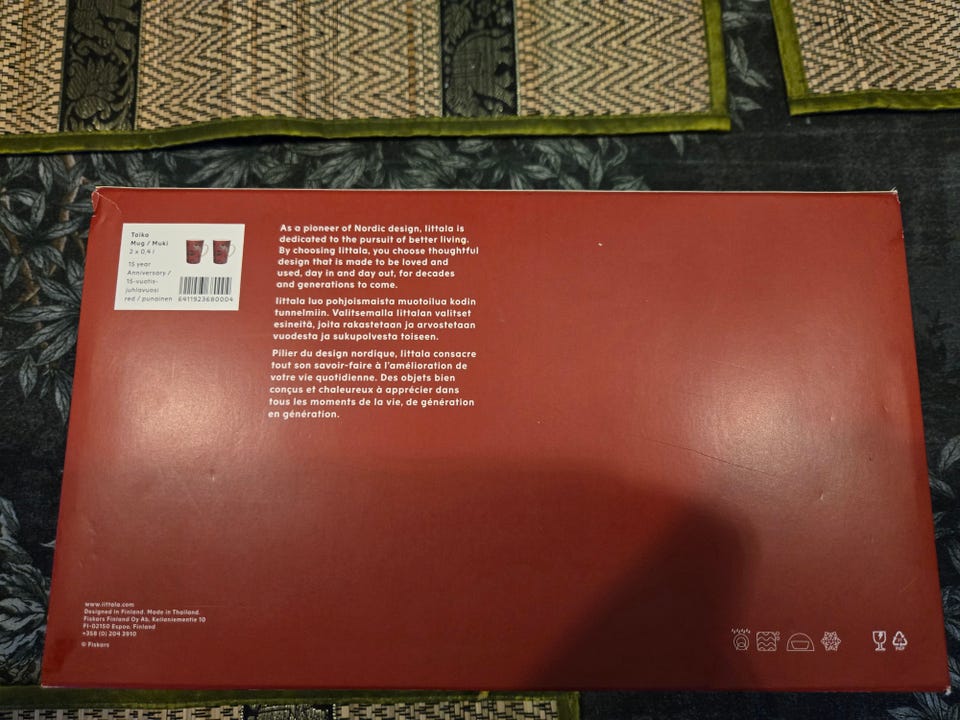 Taika
Mug / Muki
2 x 0,4 l
15 year
Anniversary /
15-vuotis-
juhlavuosi
red / punainen
6411923680004
As a pioneer of Nordic design, Iittala is
dedicated to the pursuit of better living.
By choosing Iittala, you choose thoughtful
design that is made to be loved and
used, day in and day out, for decades
and generations to come.
Iittala luo pohjoismaista muotoilua kodin
tunnelmiin. Valitsemalla Iittalan valitset
esineitä, joita rakastetaan ja arvostetaan
vuodesta ja sukupolvesta toiseen.
Pilier du design nordique, Iittala consacre
tout son savoir-faire à l'amélioration de
votre vie quotidienne. Des objets bien
conçus et chaleureux à apprécier dans
tous les moments de la vie, de génération
en génération.
www.iittala.com
Designed in Finland. Made in Thailand.
Fiskars Finland Oy Ab, Keilaniementie 10
FI-02150 Espoo, Finland
+358 (0) 204 3910
© Fiskars
PAP